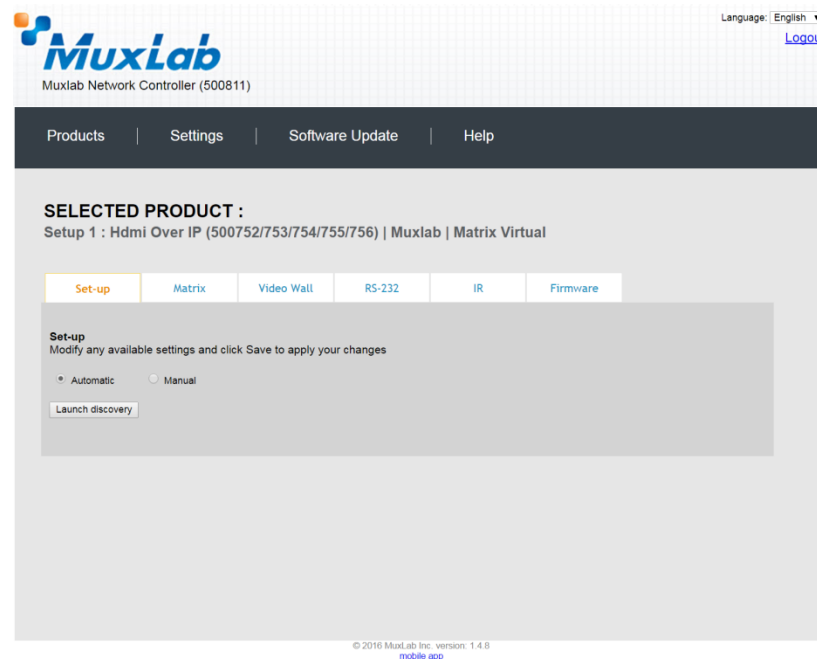 Language: English
Logou
MuxLab
Muxlab Network Controller (500811)
Products | Settings | Software Update | Help
SELECTED PRODUCT :
Setup 1 : Hdmi Over IP (500752/753/754/755/756) | Muxlab | Matrix Virtual
Set-up Matrix Video Wall RS-232 IR Firmware
Set-up
Modify any available settings and click Save to apply your changes
Automatic Manual
Launch discovery
© 2016 MuxLab Inc. version: 1.4.8
mobile app